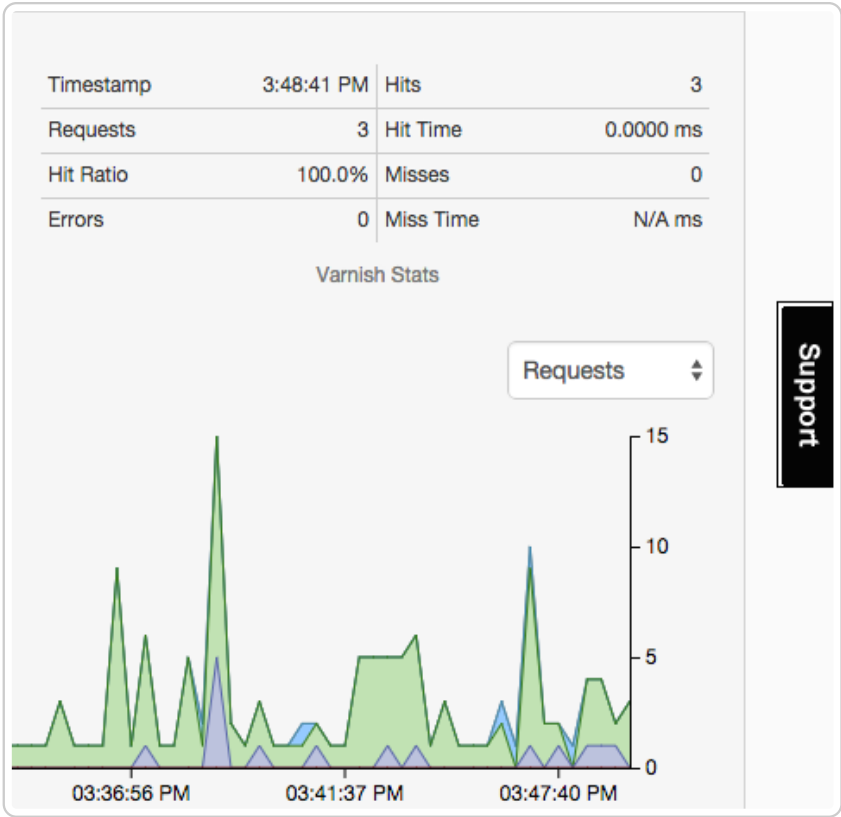 Timestamp 3:48:41 PM Hits 3
Requests 3 Hit Time 0.0000 ms
Hit Ratio 100.0% Misses 0
Errors 0 Miss Time N/A ms
Varnish Stats
Support
Requests
15
10
5
0
03:36:56 PM 03:41:37 PM 03:47:40 PM